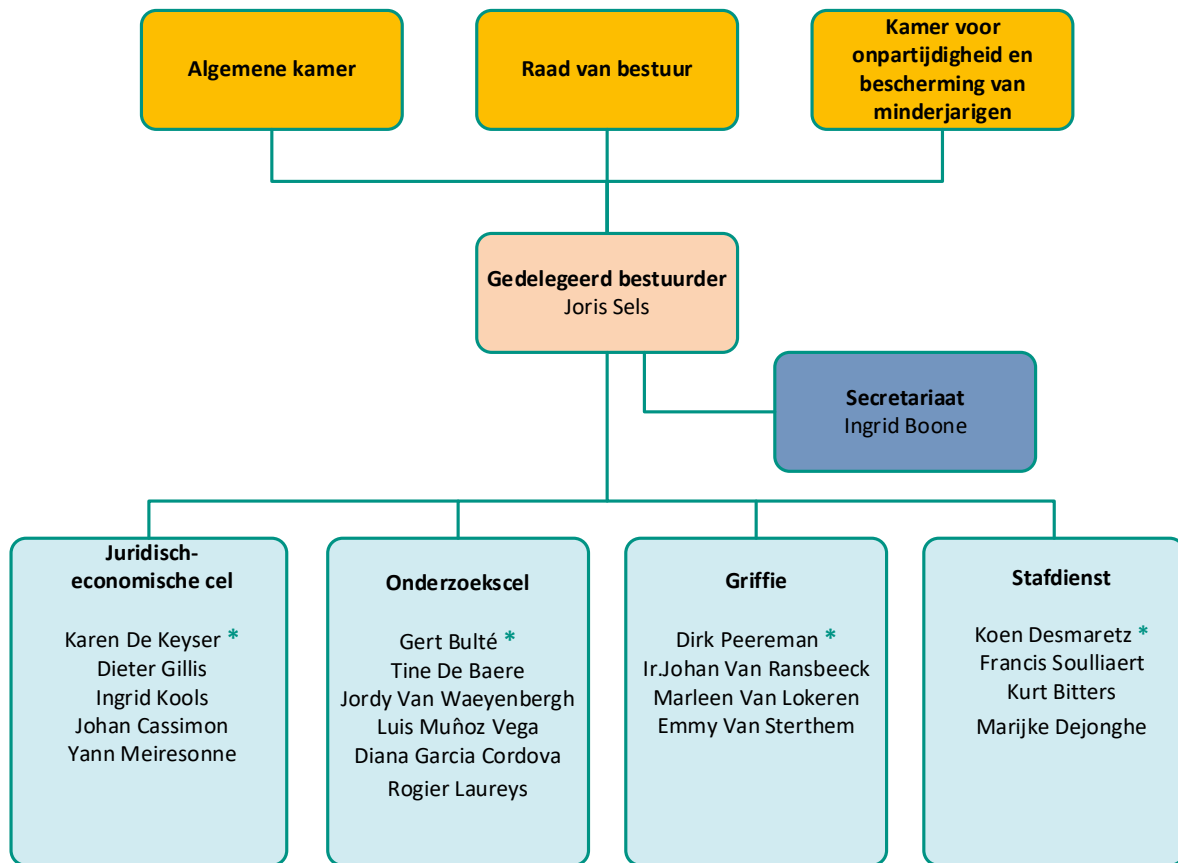 Algemene kamer
Raad van bestuur
Kamer voor
onpartijdigheid en
bescherming van
minderjarigen
Gedelegeerd bestuurder
Joris Sels
Secretariaat
Ingrid Boone
Juridisch-
economische cel
Karen De Keyser *
Dieter Gillis
Ingrid Kools
Johan Cassimon
Yann Meiresonne
Onderzoekscel
Gert Bulté *
Tine De Baere
Jordy Van Waeyenbergh
Luis Muňoz Vega
Diana Garcia Cordova
Rogier Laureys
Griffie
Dirk Peereman *
Ir.Johan Van Ransbeeck
Marleen Van Lokeren
Emmy Van Sterthem
Stafdienst
Koen Desmaretz *
Francis Soulliaert
Kurt Bitters
Marijke Dejonghe